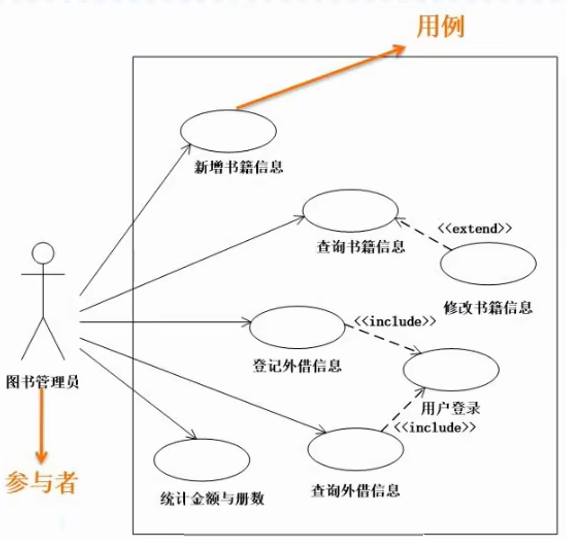 用例
新增书籍信息
查询书籍信息
<<extend>>
修改书籍信息
<<include>>
登记外借信息
图书管理员
用户登录
<<include>>
参与者
统计金额与册数
查询外借信息